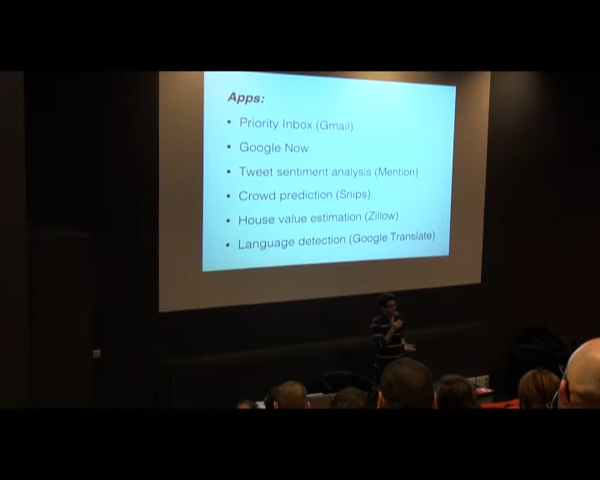 Apps:
• Priority Inbox (Gmail)
• Google Now
• Tweet sentiment analysis (Mention)
• Crowd prediction (Snips)
• House value estimation (Zillow)
• Language detection (Google Translate)